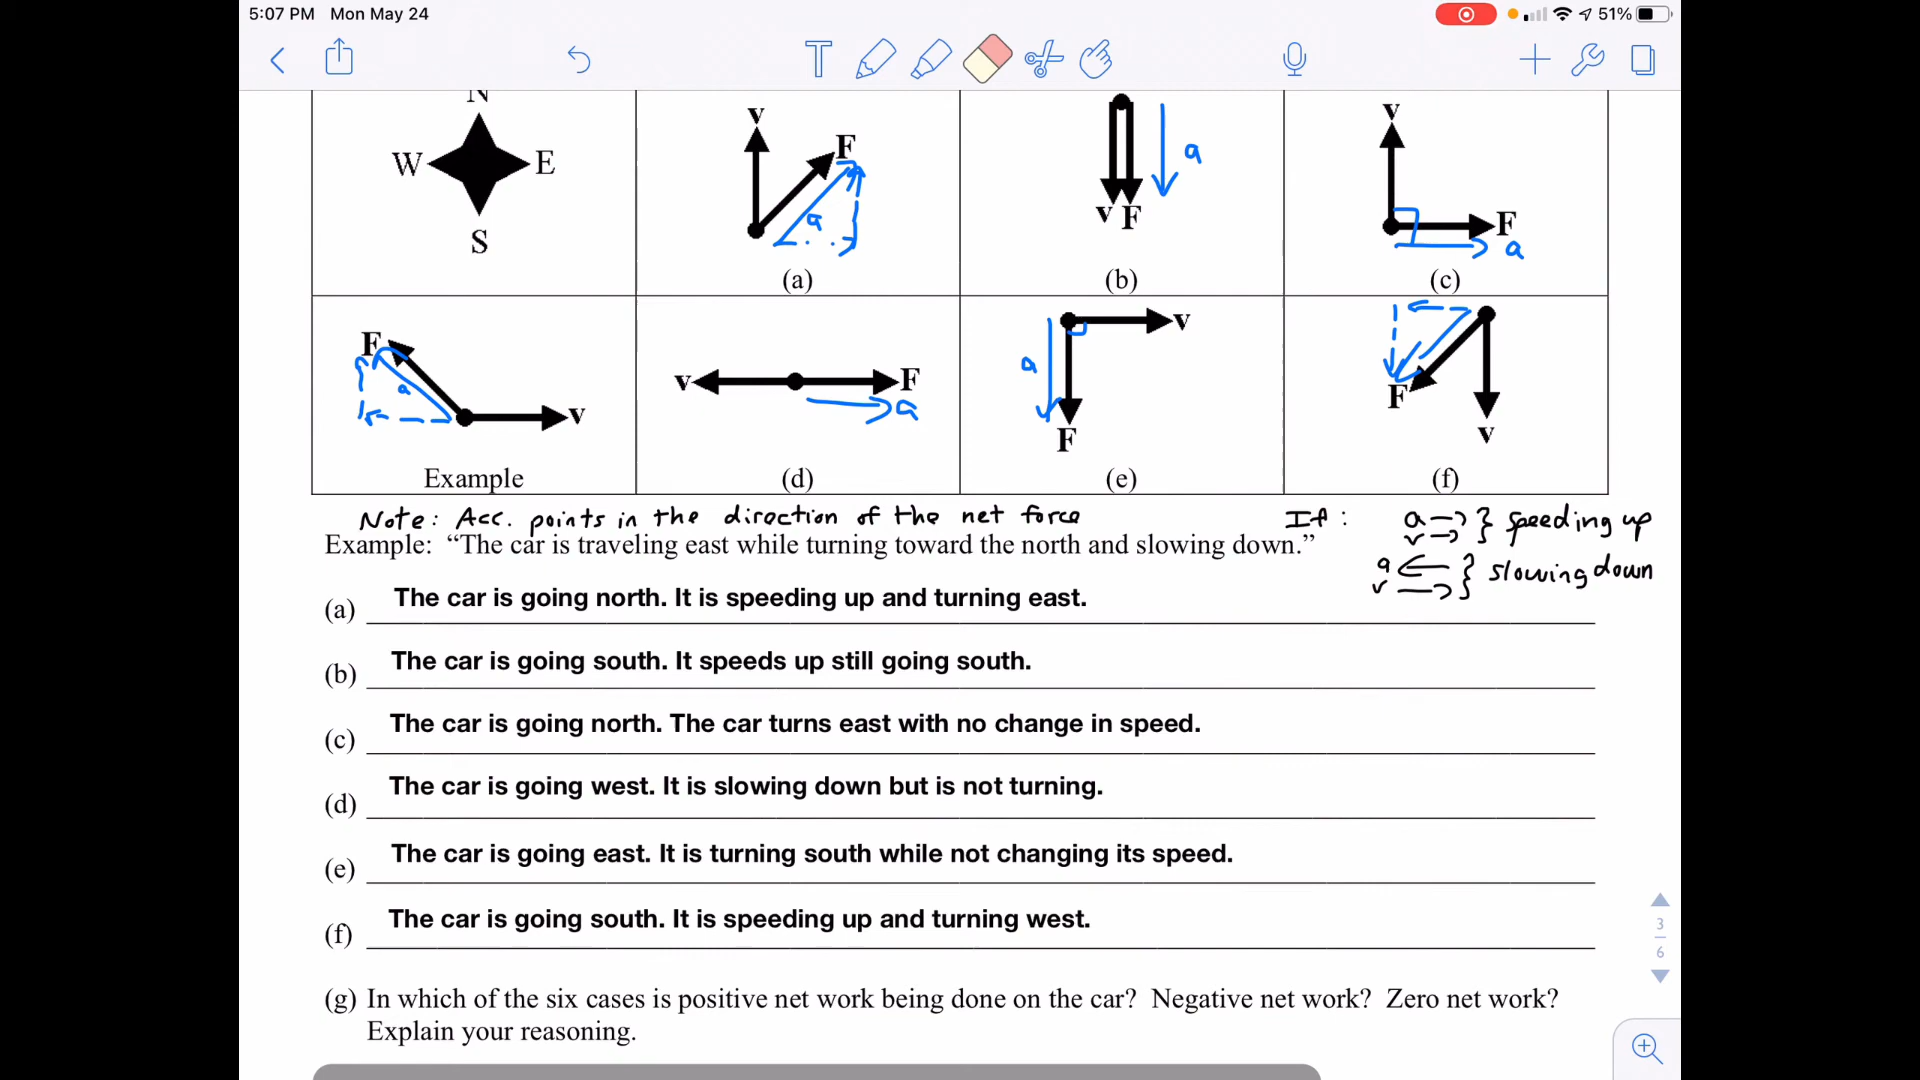 5:07 PM Mon May 24
51%
T
N
W E
S
v
F
a
(a)
v F
a
(b)
v
F
a
(c)
F
a
v
Example
v F
a
(d)
v
a
F
(e)
F
v
(f)
Note: Acc. points in the direction of the net force
If: a v } speeding up
a v } slowing down
Example: “The car is traveling east while turning toward the north and slowing down.”
(a) The car is going north. It is speeding up and turning east.
(b) The car is going south. It speeds up still going south.
(c) The car is going north. The car turns east with no change in speed.
(d) The car is going west. It is slowing down but is not turning.
(e) The car is going east. It is turning south while not changing its speed.
(f) The car is going south. It is speeding up and turning west.
(g) In which of the six cases is positive net work being done on the car? Negative net work? Zero net work?
Explain your reasoning.
3
6